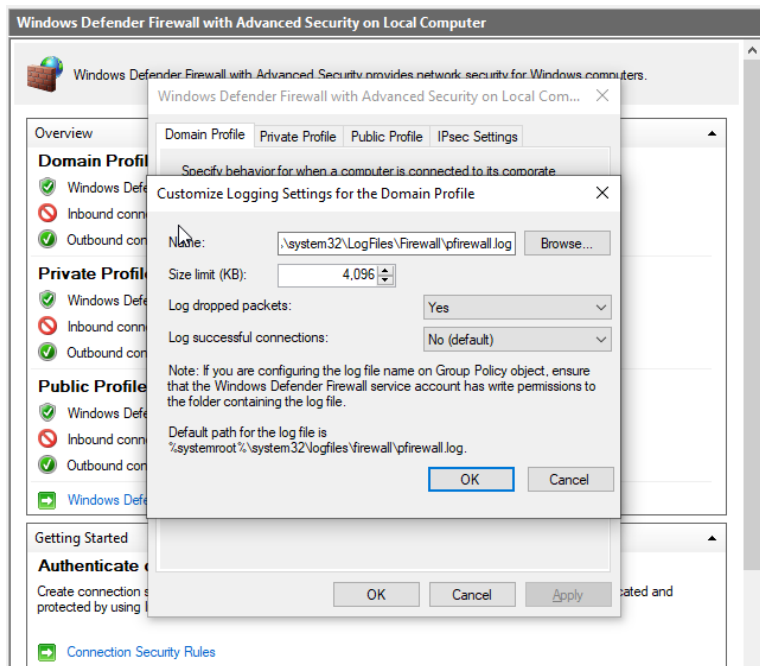 Windows Defender Firewall with Advanced Security on Local Computer
Windows Defender Firewall with Advanced Security provides network security for Windows computers.
Windows Defender Firewall with Advanced Security on Local Com...
Overview
Domain Profile Private Profile Public Profile IPsec Settings
Domain Profil
Specify behavior for when a computer is connected to its corporate
Windows Defe
Inbound conn
Outbound con
Private Profile
Windows Defe
Inbound conn
Outbound con
Public Profile
Windows Defe
Inbound conn
Outbound con
Windows Defe
Customize Logging Settings for the Domain Profile
Name: \system32\LogFiles\Firewall\pfirewall.log Browse...
Size limit (KB): 4,096
Log dropped packets: Yes
Log successful connections: No (default)
Note: If you are configuring the log file name on Group Policy object, ensure
that the Windows Defender Firewall service account has write permissions to
the folder containing the log file.
Default path for the log file is
%systemroot%\system32\logfiles\firewall\pfirewall.log.
OK Cancel
Getting Started
Authenticate c
Create connection s
cated and
protected by using I
OK Cancel Apply
Connection Security Rules